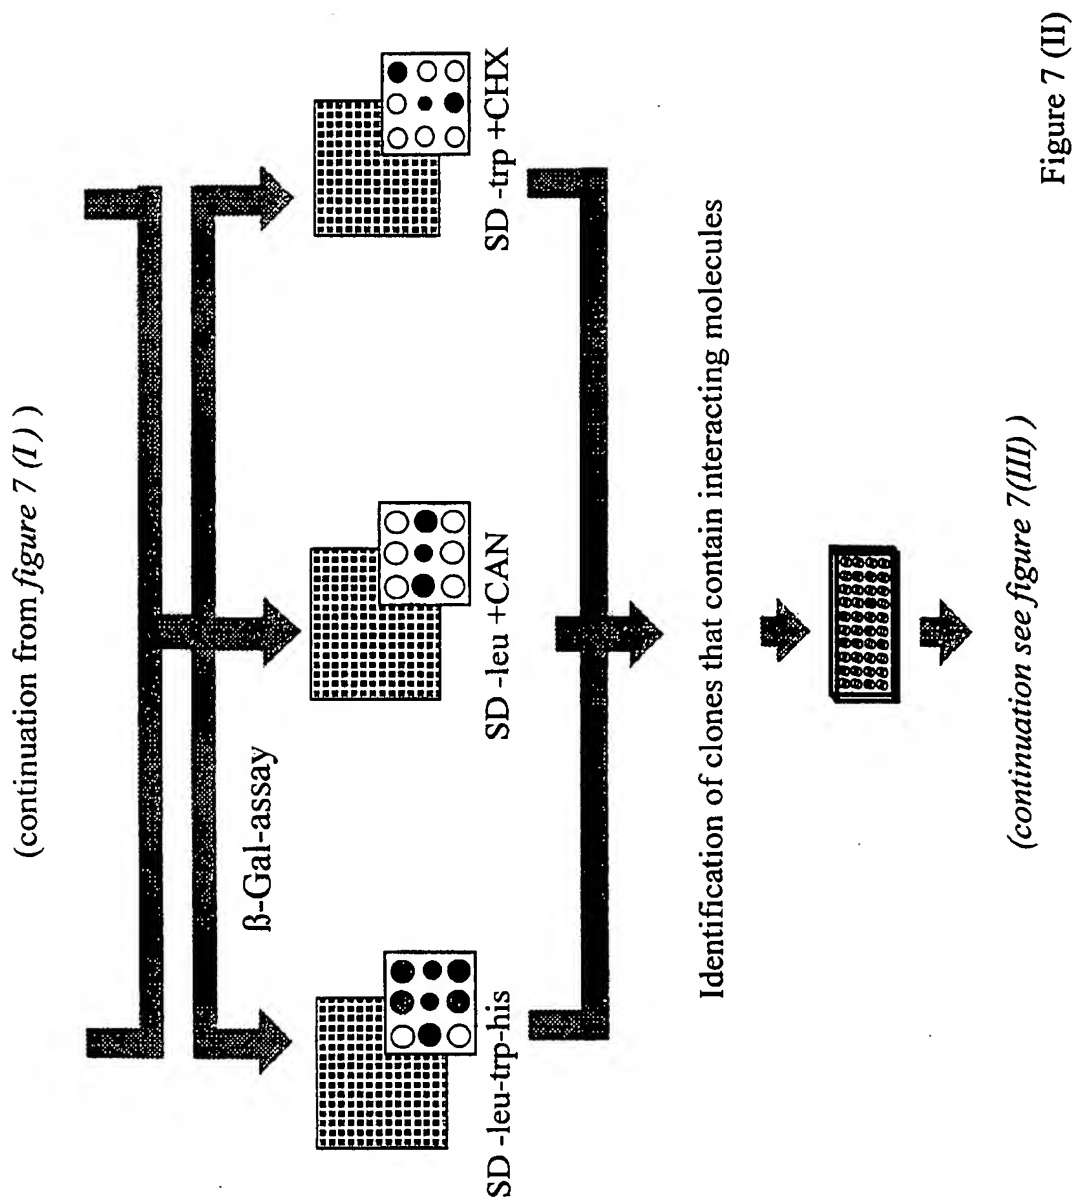 (continuation from figure 7 (I) )
β-Gal-assay
SD -leu-trp-his
SD -leu +CAN
SD -trp +CHX
Identification of clones that contain interacting molecules
(continuation see figure 7(III) )
Figure 7 (II)